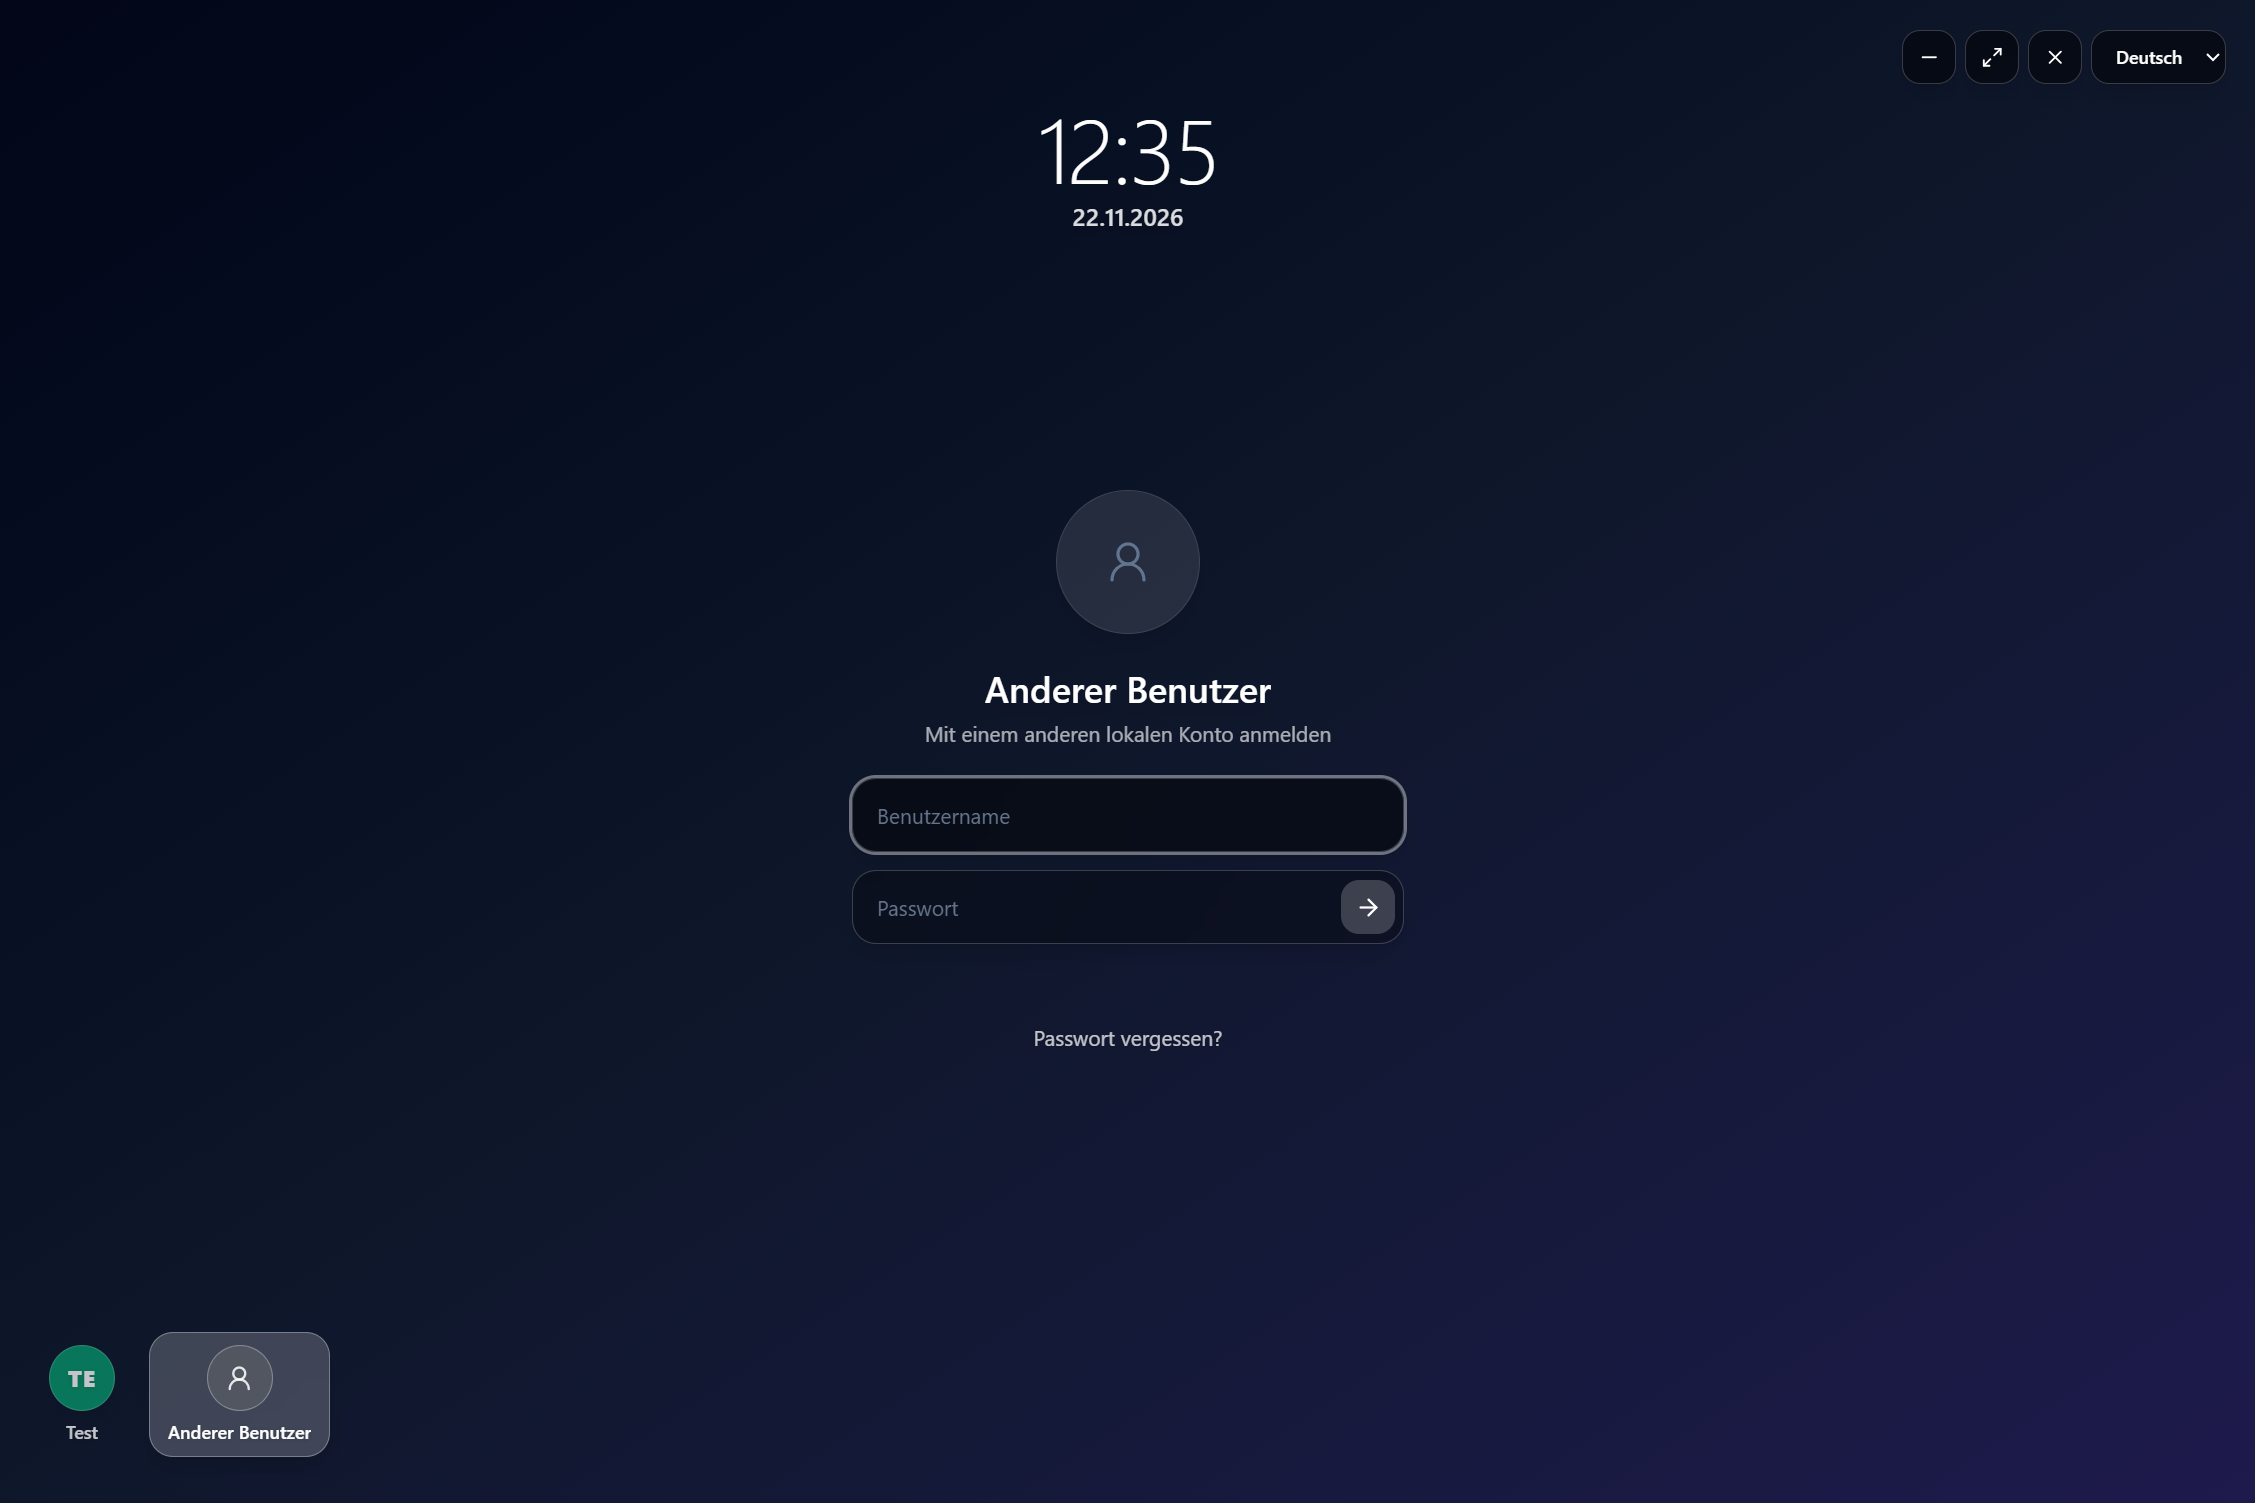 Deutsch
12:35
22.11.2026
Anderer Benutzer
Mit einem anderen lokalen Konto anmelden
Benutzername
Passwort
Passwort vergessen?
TE
Test
Anderer Benutzer